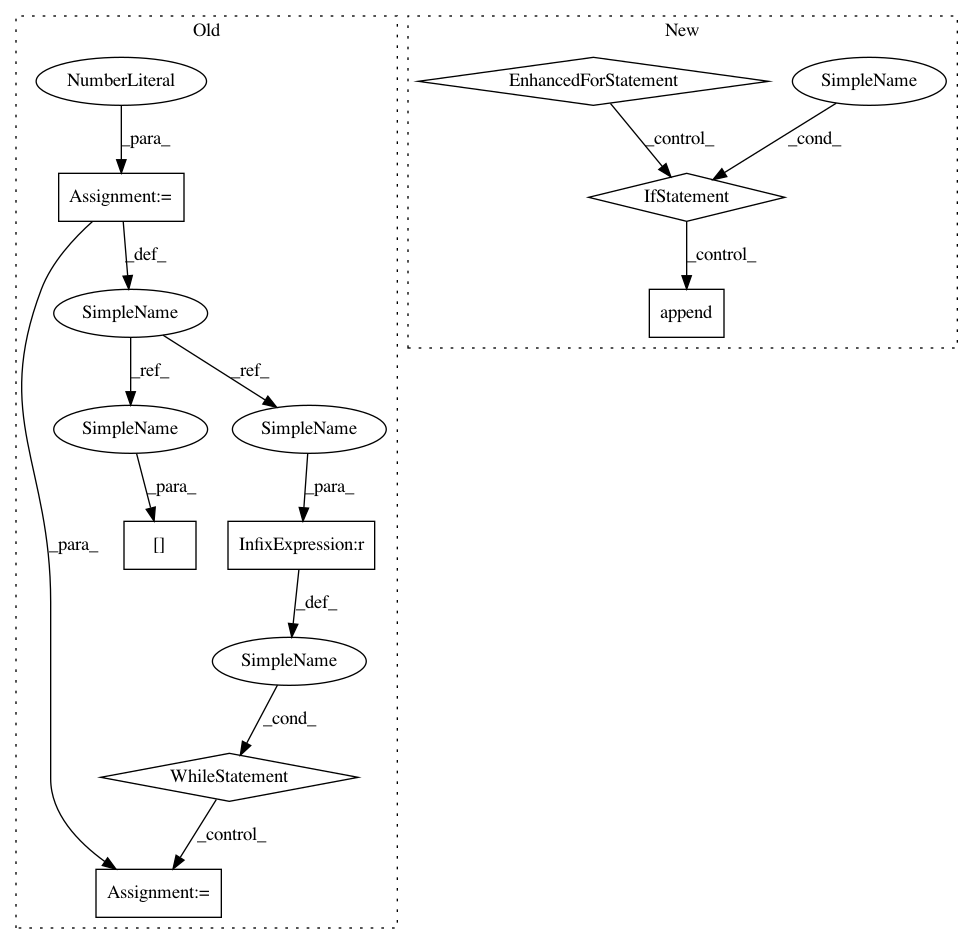 Old
New
NumberLiteral
EnhancedForStatement
SimpleName
_para_
_control_
_cond_
Assignment:=
IfStatement
_def_
_control_
SimpleName
append
_ref_
_ref_
SimpleName
SimpleName
_para_
_para_
_para_
[]
InfixExpression:r
_def_
SimpleName
_cond_
WhileStatement
_control_
Assignment:=